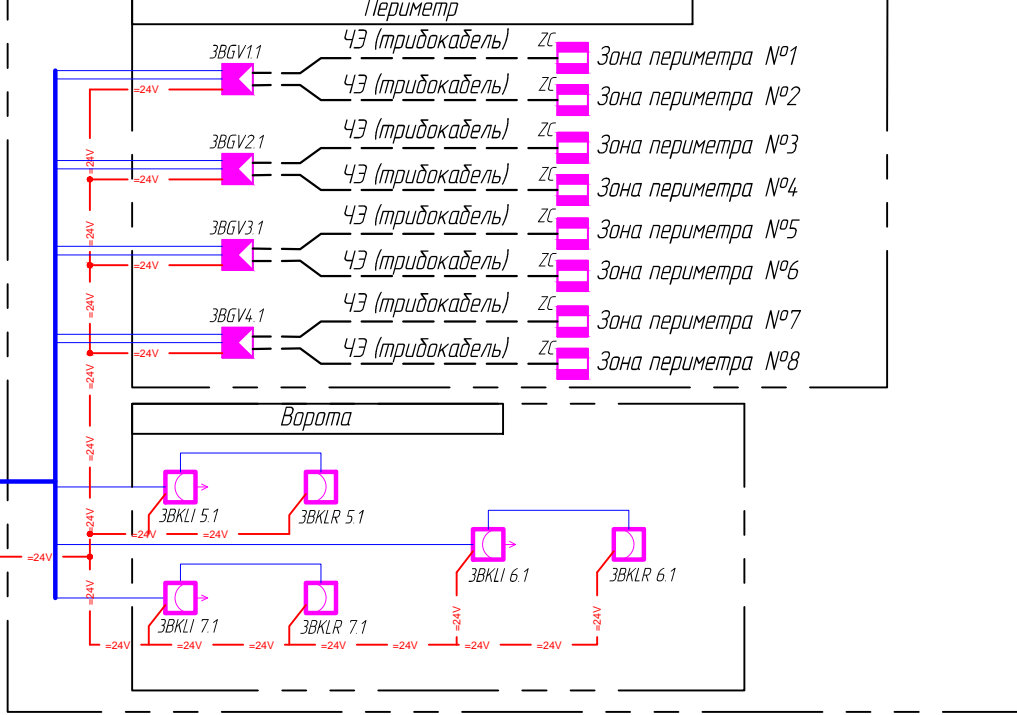 Периметр
ЧЭ (трибокабель)
ZC
Зона периметра №1
3BGV1.1
=24V
ЧЭ (трибокабель)
ZC
Зона периметра №2
ЧЭ (трибокабель)
ZC
Зона периметра №3
3BGV2.1
=24V
=24V
ЧЭ (трибокабель)
ZC
Зона периметра №4
ЧЭ (трибокабель)
ZC
Зона периметра №5
3BGV3.1
=24V
=24V
ЧЭ (трибокабель)
ZC
Зона периметра №6
ЧЭ (трибокабель)
ZC
Зона периметра №7
3BGV4.1
=24V
=24V
ЧЭ (трибокабель)
ZC
Зона периметра №8
=24V
Ворота
=24V
3BKLI 5.1
3BKLR 5.1
=24V
=24V
=24V
=24V
3BKLI 6.1
3BKLR 6.1
=24V
3BKLI 7.1
3BKLR 7.1
=24V
=24V
=24V
=24V
=24V
=24V
=24V
=24V
=24V